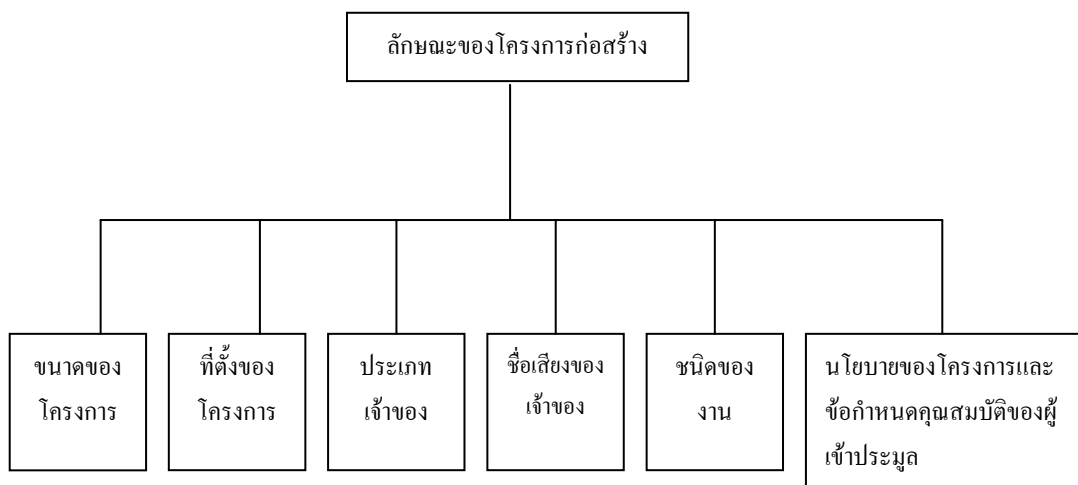 ลักษณะของโครงการก่อสร้าง
ขนาดของ
โครงการ
ที่ตั้งของ
โครงการ
ประเภท
เจ้าของ
ชื่อเสียงของ
เจ้าของ
ชนิดของ
งาน
นโยบายของโครงการและ
ข้อกำหนดคุณสมบัติของผู้
เข้าประมูล